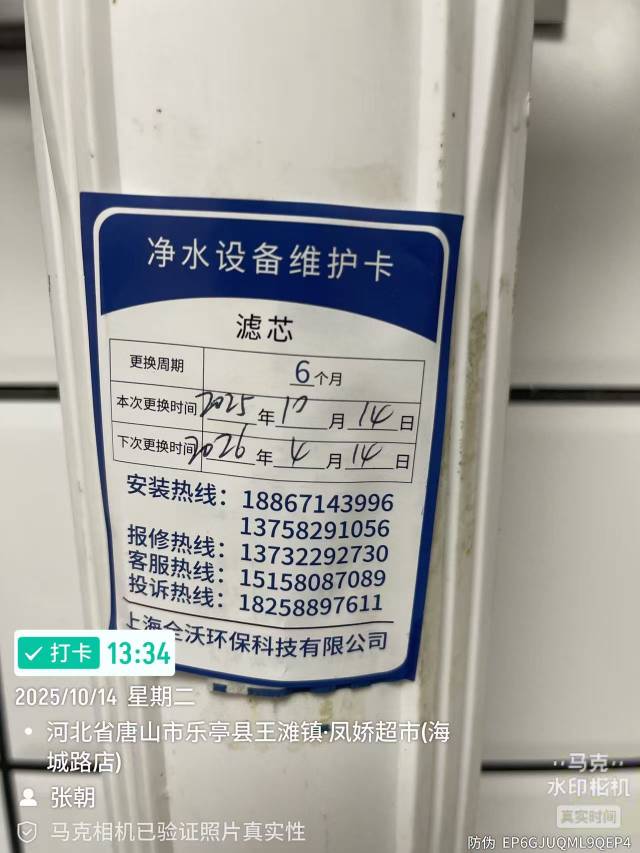 净水设备维护卡
滤芯
更换周期 6个月
本次更换时间 2025年10月14日
下次更换时间 2026年4月14日
安装热线：18867143996
13758291056
报修热线：13732292730
客服热线：15158087089
投诉热线：18258897611
上海全沃环保科技有限公司
打卡 13:34
2025/10/14 星期二
河北省唐山市乐亭县王滩镇·凤娇超市(海
城路店)
张朝
马克相机已验证照片真实性
马克
水印相机
真实时间
防伪 EP6GJUQML9QEP4